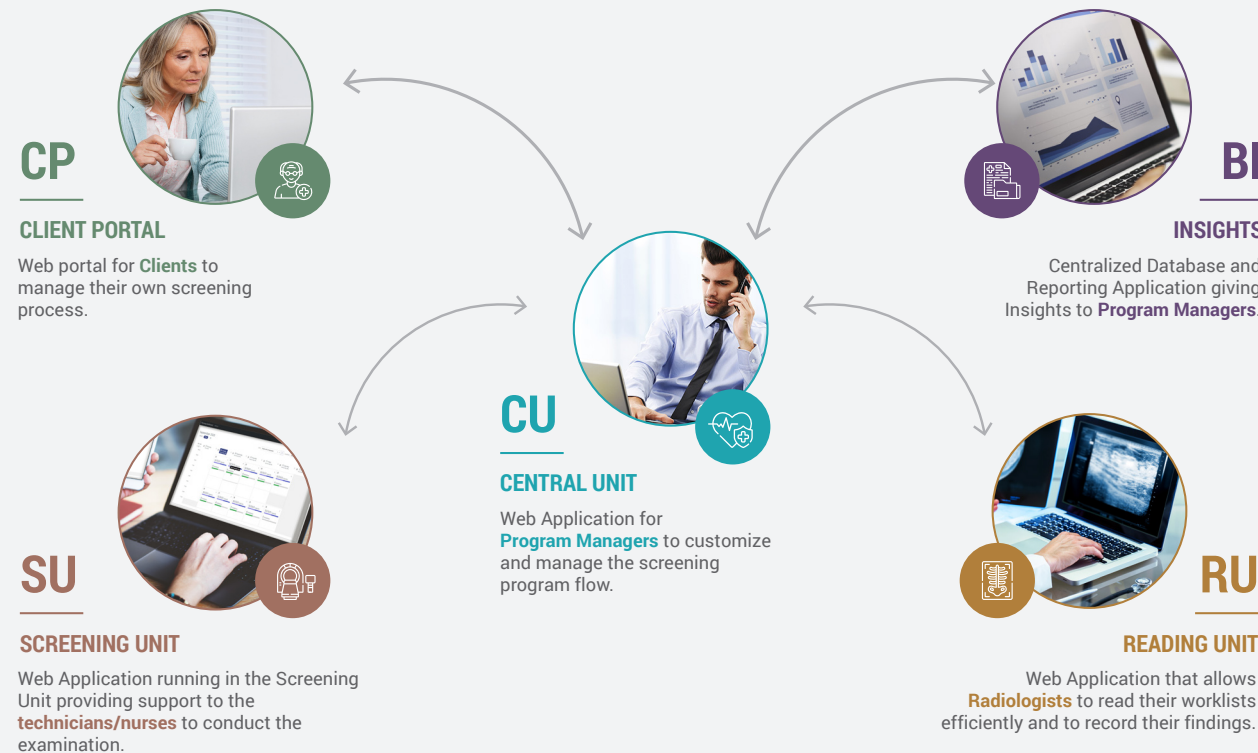 CP
CLIENT PORTAL
Web portal for Clients to
manage their own screening
process.
BI
INSIGHTS
Centralized Database and
Reporting Application giving
Insights to Program Managers.
CU
CENTRAL UNIT
Web Application for
Program Managers to customize
and manage the screening
program flow.
SU
SCREENING UNIT
Web Application running in the Screening
Unit providing support to the
technicians/nurses to conduct the
examination.
RU
READING UNIT
Web Application that allows
Radiologists to read their worklists
efficiently and to record their findings.